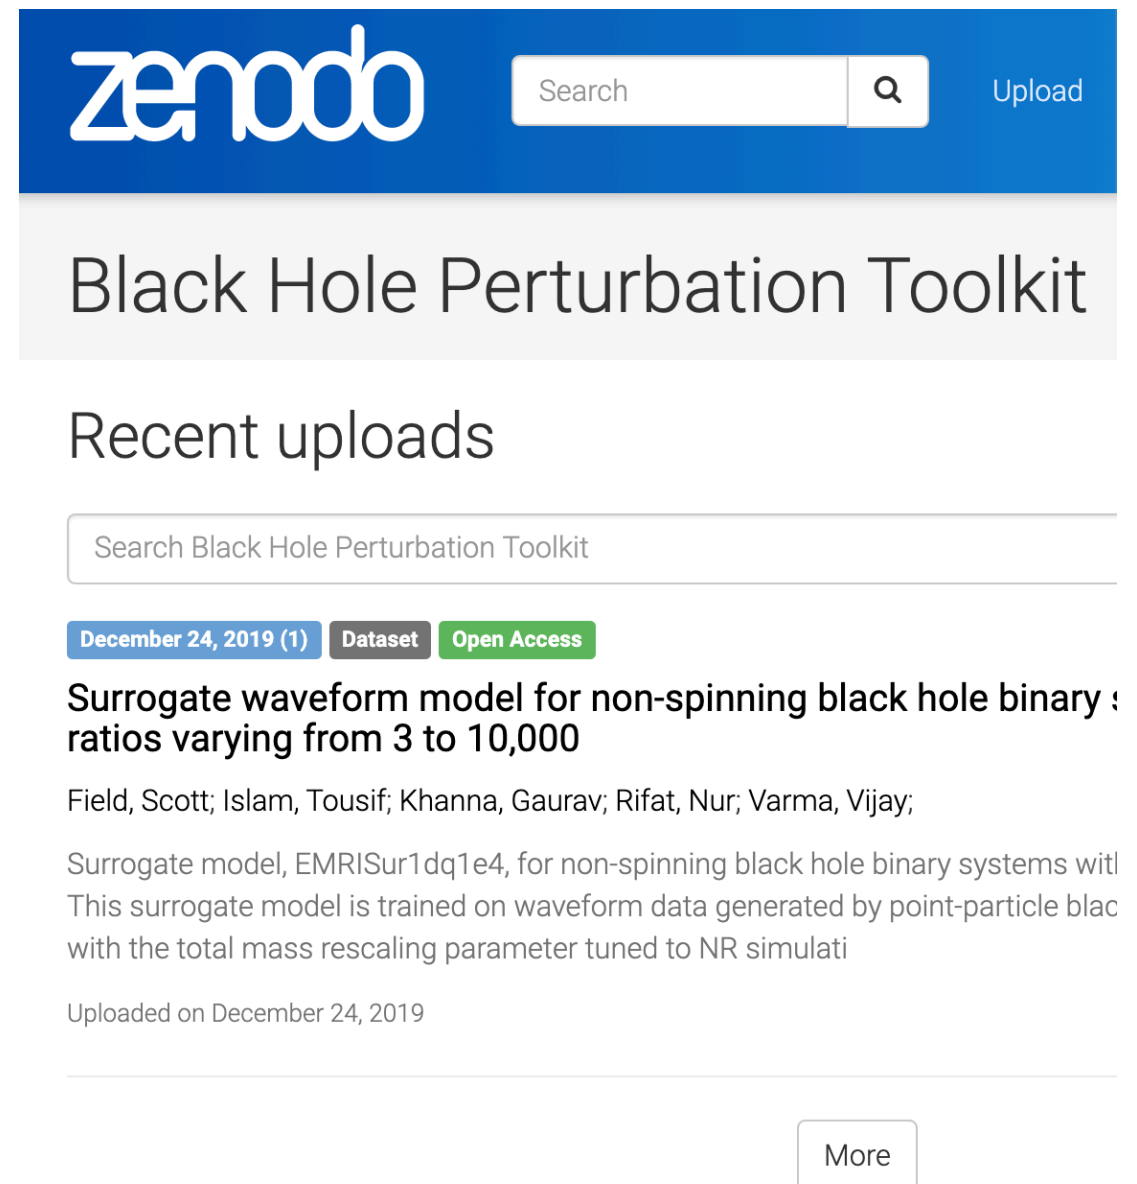 zenodo
Search
Upload
Black Hole Perturbation Toolkit
Recent uploads
Search Black Hole Perturbation Toolkit
December 24, 2019 (1) Dataset Open Access
Surrogate waveform model for non-spinning black hole binary
ratios varying from 3 to 10,000
Field, Scott; Islam, Tousif; Khanna, Gaurav; Rifat, Nur; Varma, Vijay;
Surrogate model, EMRISur1dq1e4, for non-spinning black hole binary systems with
This surrogate model is trained on waveform data generated by point-particle blac
with the total mass rescaling parameter tuned to NR simulati
Uploaded on December 24, 2019
More